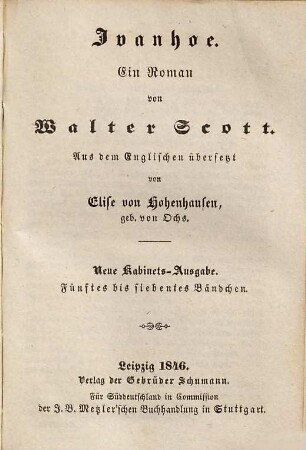 Ivanhoe.
Ein Roman
von
Walter Scott.
Aus dem Englischen übersetzt
von
Elise von Hohenhausen,
geb. von Ochs.
Neue Kabinets-Ausgabe.
Fünftes bis siebentes Bändchen.
Leipzig 1846.
Verlag der Gebrüder Schumann.
Für Süddeutschland in Commission
der J. B. Metzler'schen Buchhandlung in Stuttgart.